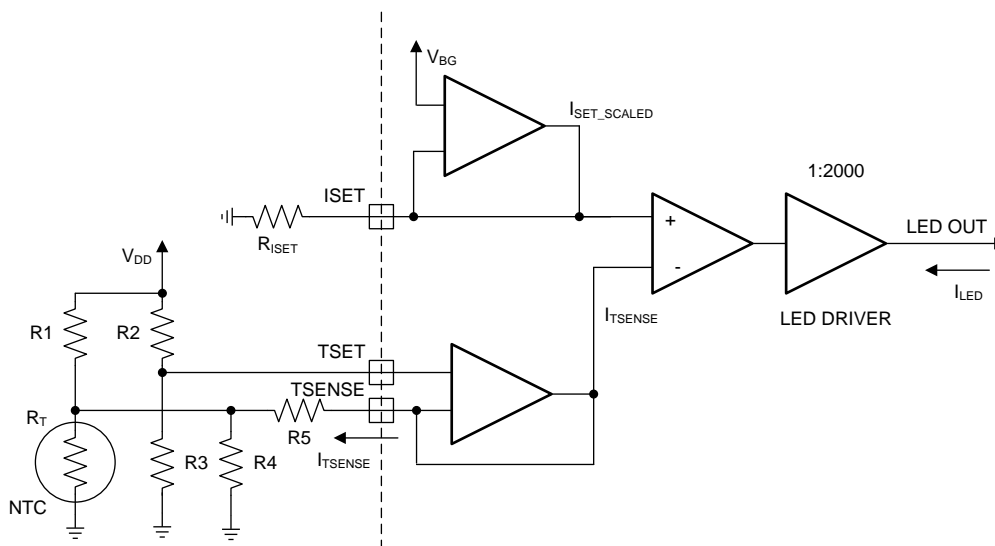 V_BG
I_SET_SCALED
1:2000
ISET
R_ISET
+
-
LED OUT
I_LED
V_DD
R1
R2
TSET
I_TSENSE
LED DRIVER
TSENSE
R_T
R5
R3
R4
I_TSENSE
NTC